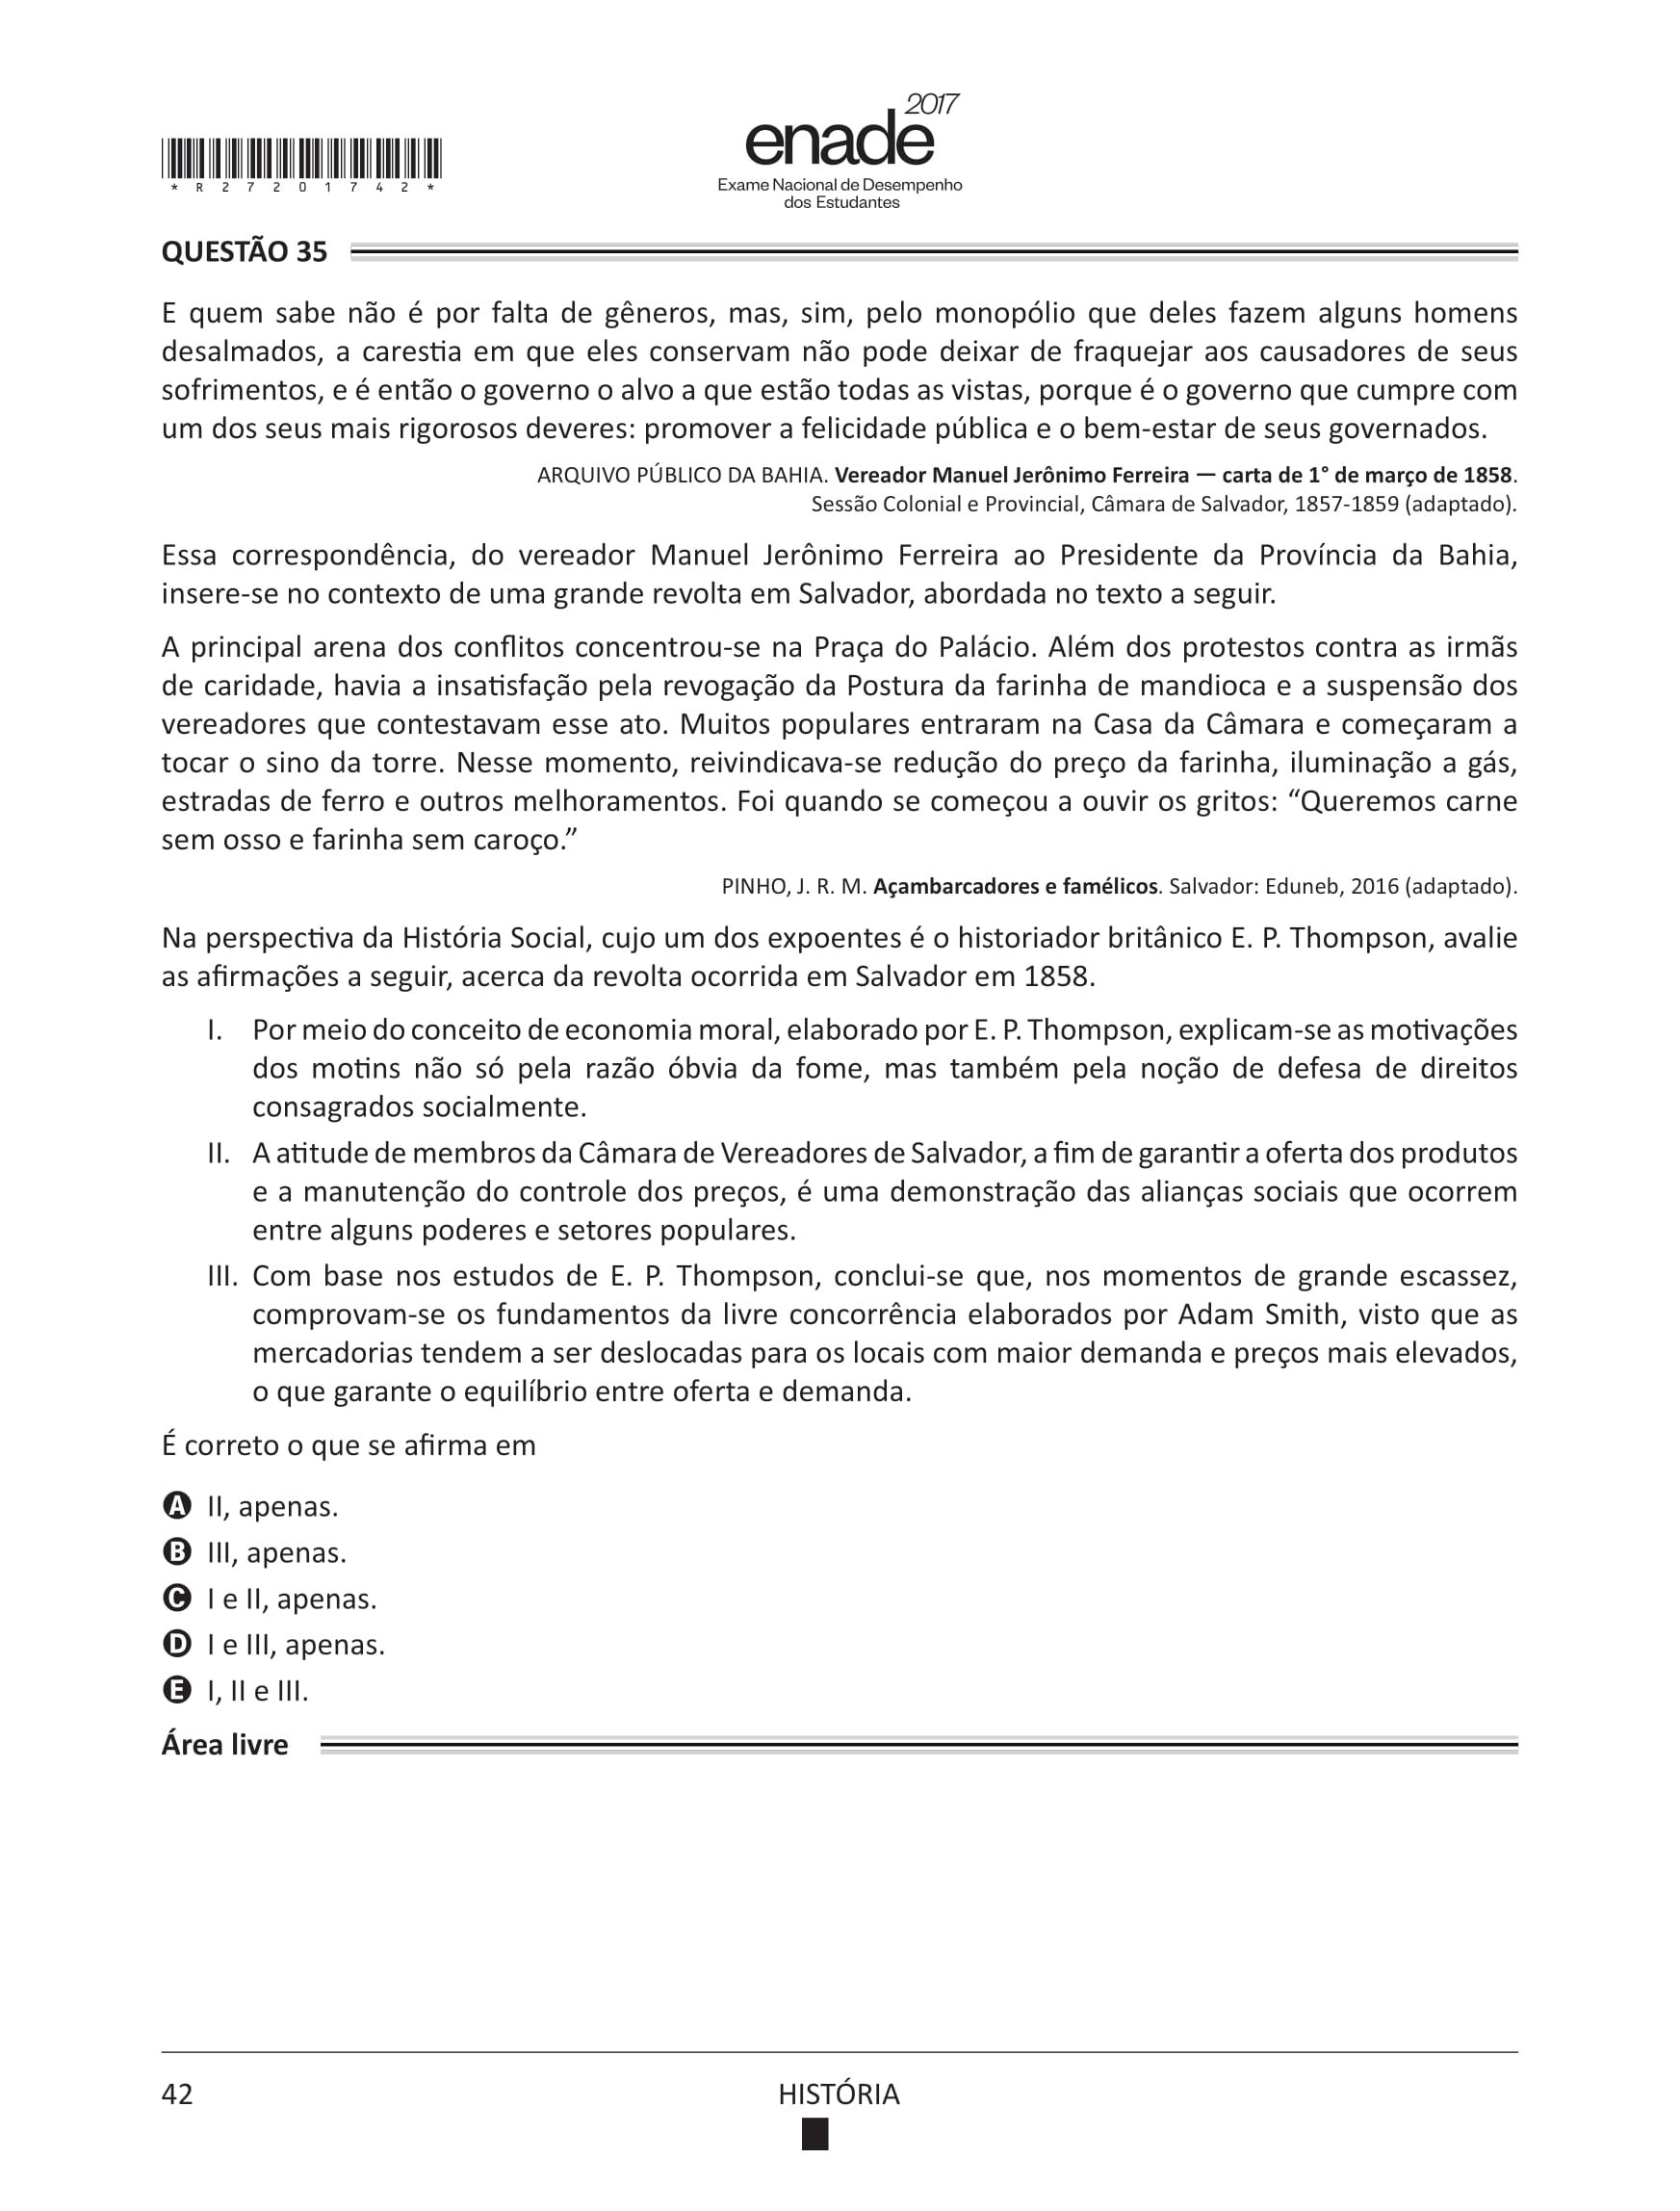 2017
enade
Exame Nacional de Desempenho
dos Estudantes
* R 2 7 2 0 1 7 4 2 *
QUESTÃO 35
E quem sabe não é por falta de gêneros, mas, sim, pelo monopólio que deles fazem alguns homens
desalmados, a carestia em que eles conservam não pode deixar de fraquejar aos causadores de seus
sofrimentos, e é então o governo o alvo a que estão todas as vistas, porque é o governo que cumpre com
um dos seus mais rigorosos deveres: promover a felicidade pública e o bem-estar de seus governados.
ARQUIVO PÚBLICO DA BAHIA. Vereador Manuel Jerônimo Ferreira — carta de 1° de março de 1858.
Sessão Colonial e Provincial, Câmara de Salvador, 1857-1859 (adaptado).
Essa correspondência, do vereador Manuel Jerônimo Ferreira ao Presidente da Província da Bahia,
insere-se no contexto de uma grande revolta em Salvador, abordada no texto a seguir.
A principal arena dos conflitos concentrou-se na Praça do Palácio. Além dos protestos contra as irmãs
de caridade, havia a insatisfação pela revogação da Postura da farinha de mandioca e a suspensão dos
vereadores que contestavam esse ato. Muitos populares entraram na Casa da Câmara e começaram a
tocar o sino da torre. Nesse momento, reivindicava-se redução do preço da farinha, iluminação a gás,
estradas de ferro e outros melhoramentos. Foi quando se começou a ouvir os gritos: “Queremos carne
sem osso e farinha sem caroço.”
PINHO, J. R. M. Açambarcadores e famélicos. Salvador: Eduneb, 2016 (adaptado).
Na perspectiva da História Social, cujo um dos expoentes é o historiador britânico E. P. Thompson, avalie
as afirmações a seguir, acerca da revolta ocorrida em Salvador em 1858.
I. Por meio do conceito de economia moral, elaborado por E. P. Thompson, explicam-se as motivações
dos motins não só pela razão óbvia da fome, mas também pela noção de defesa de direitos
consagrados socialmente.
II. A atitude de membros da Câmara de Vereadores de Salvador, a fim de garantir a oferta dos produtos
e a manutenção do controle dos preços, é uma demonstração das alianças sociais que ocorrem
entre alguns poderes e setores populares.
III. Com base nos estudos de E. P. Thompson, conclui-se que, nos momentos de grande escassez,
comprovam-se os fundamentos da livre concorrência elaborados por Adam Smith, visto que as
mercadorias tendem a ser deslocadas para os locais com maior demanda e preços mais elevados,
o que garante o equilíbrio entre oferta e demanda.
É correto o que se afirma em
A II, apenas.
B III, apenas.
C I e II, apenas.
D I e III, apenas.
E I, II e III.
Área livre
42
HISTÓRIA